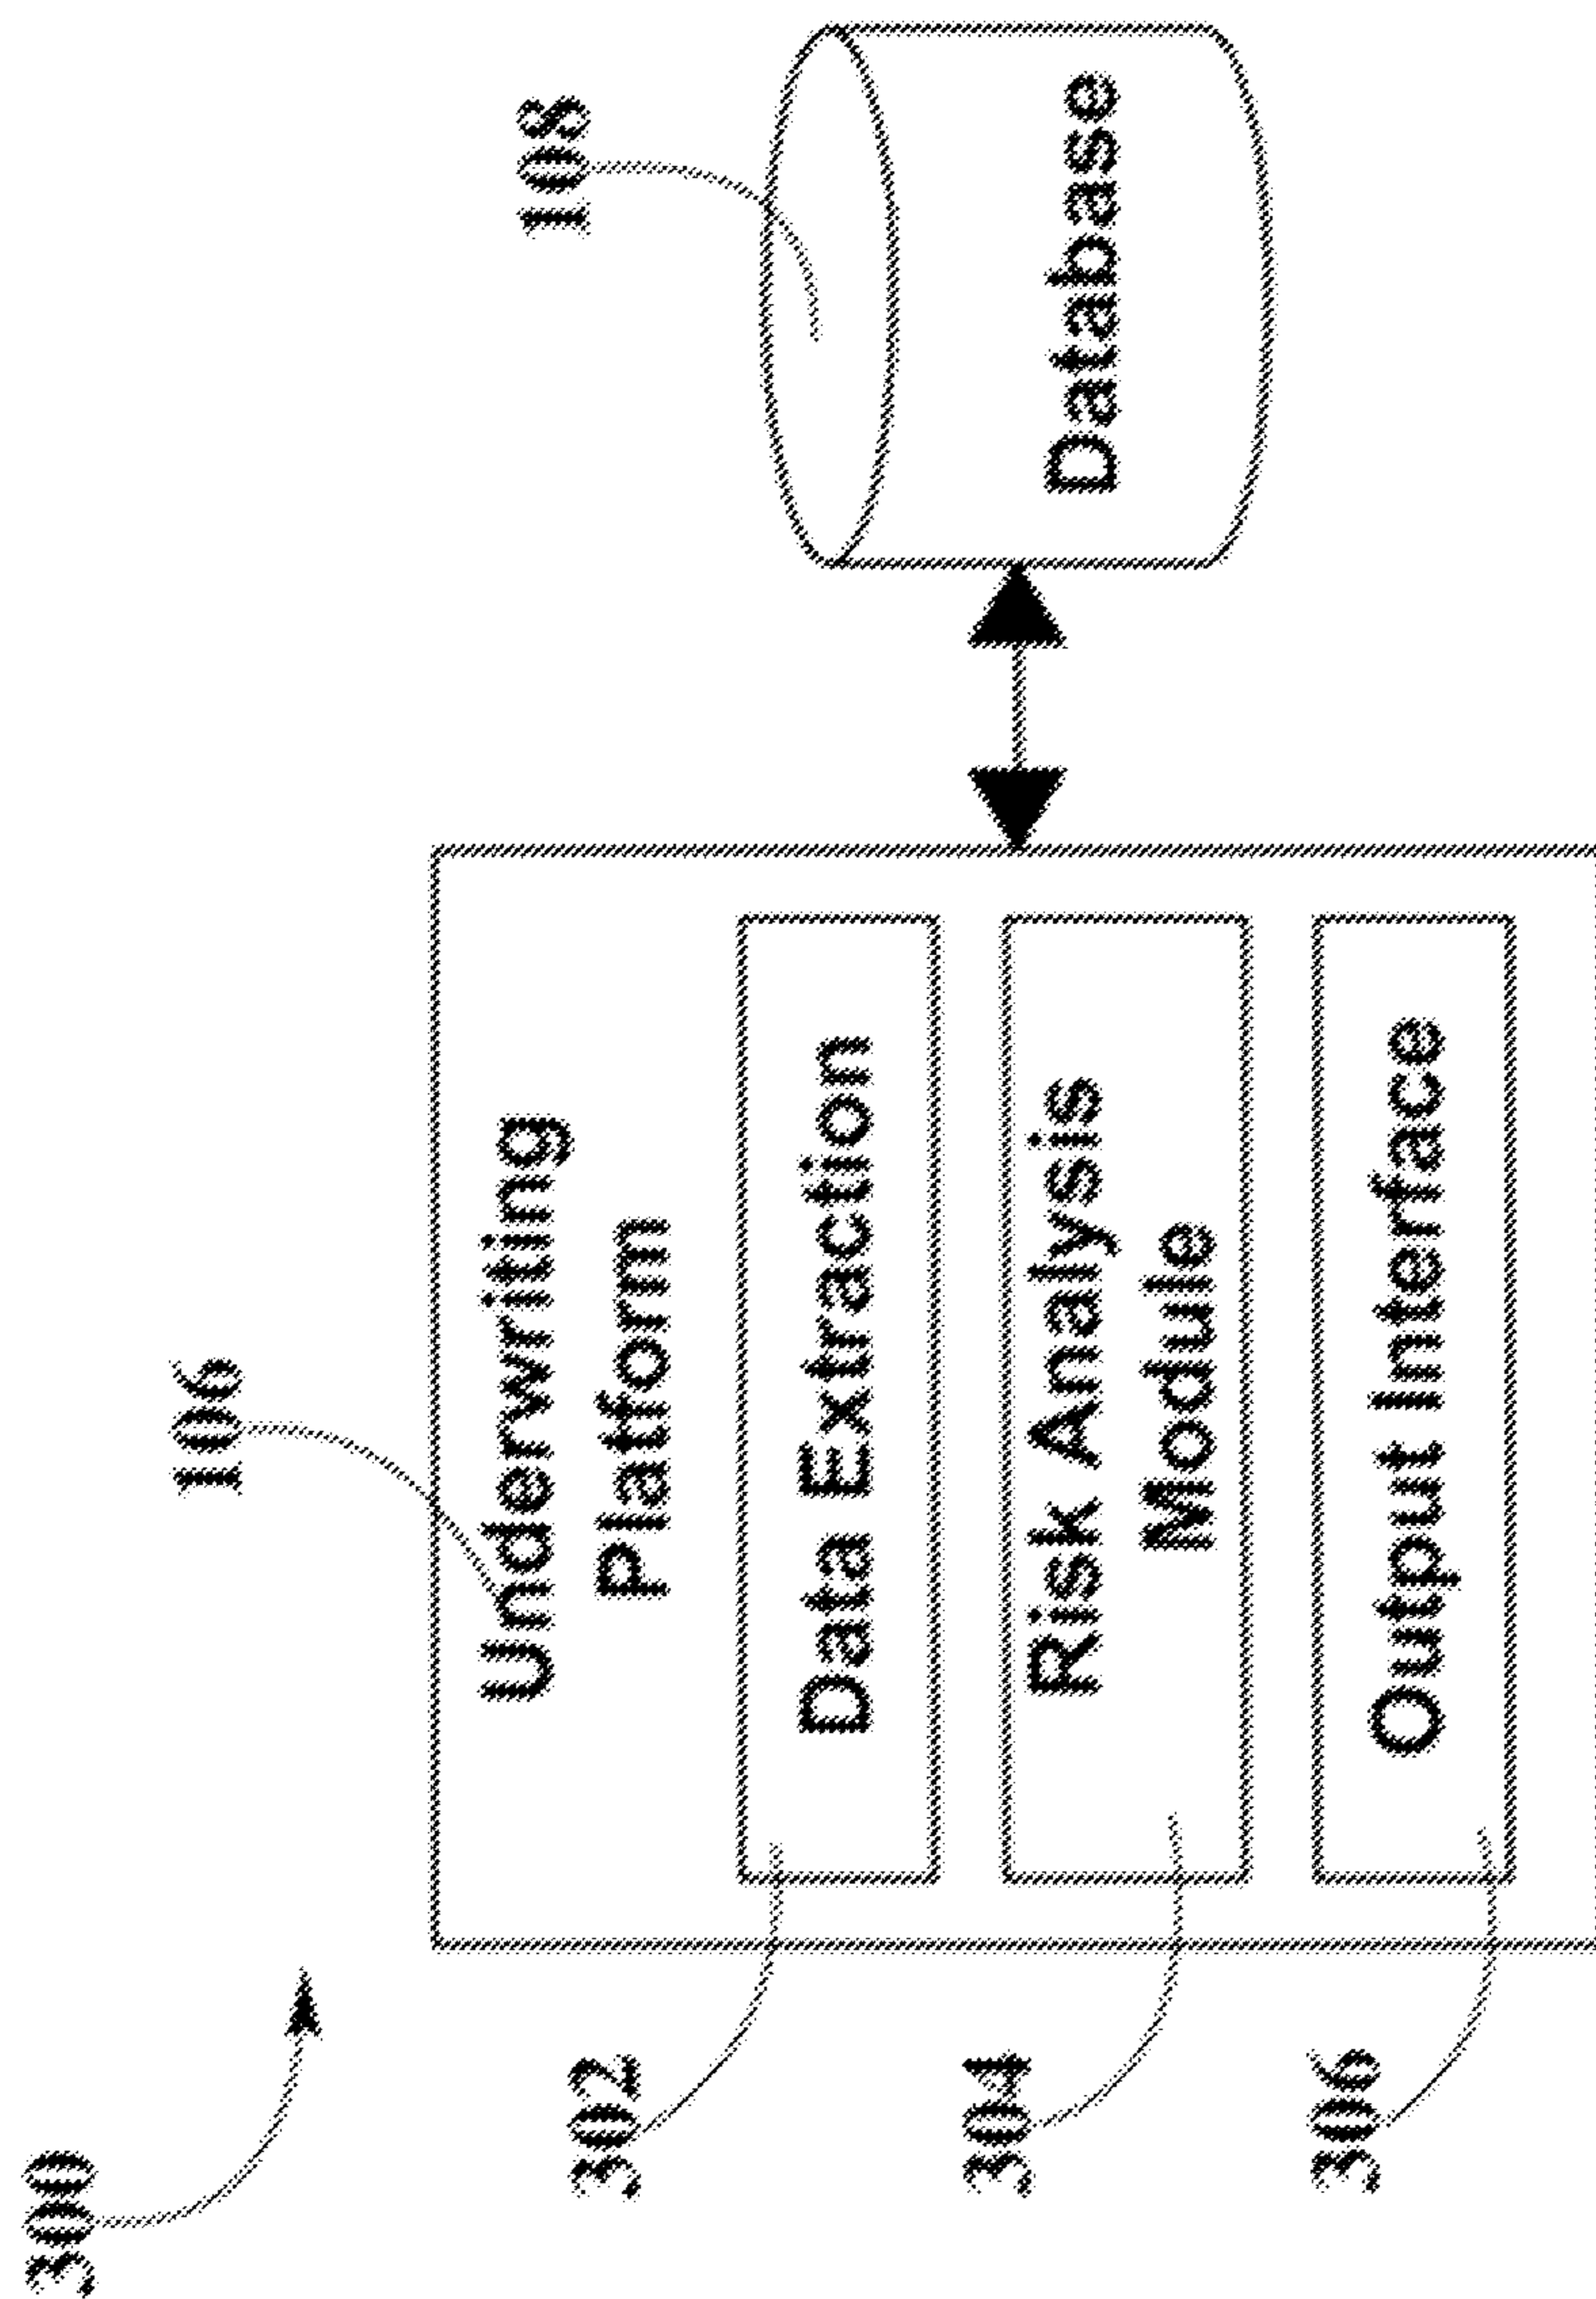 300
106
108
Underwriting
Platform
302
Data Extraction
304
Risk Analysis
Module
306
Output Interface
Database